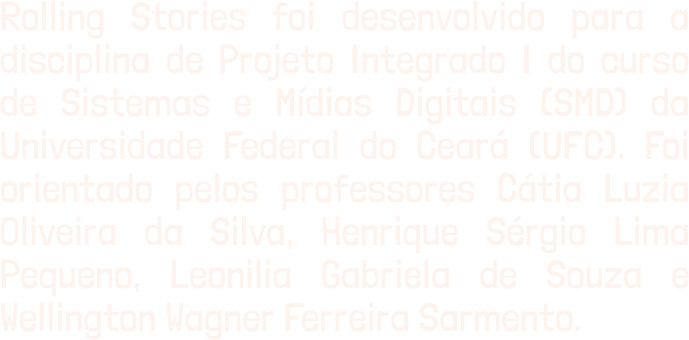 Rolling Stories foi desenvolvido para a
disciplina de Projeto Integrado I do curso
de Sistemas e Mídias Digitais (SMD) da
Universidade Federal do Ceará (UFC). Foi
orientado pelos professores Cátia Luzia
Oliveira da Silva, Henrique Sérgio Lima
Pequeno, Leonilia Gabriela de Souza e
Wellington Wagner Ferreira Sarmento.